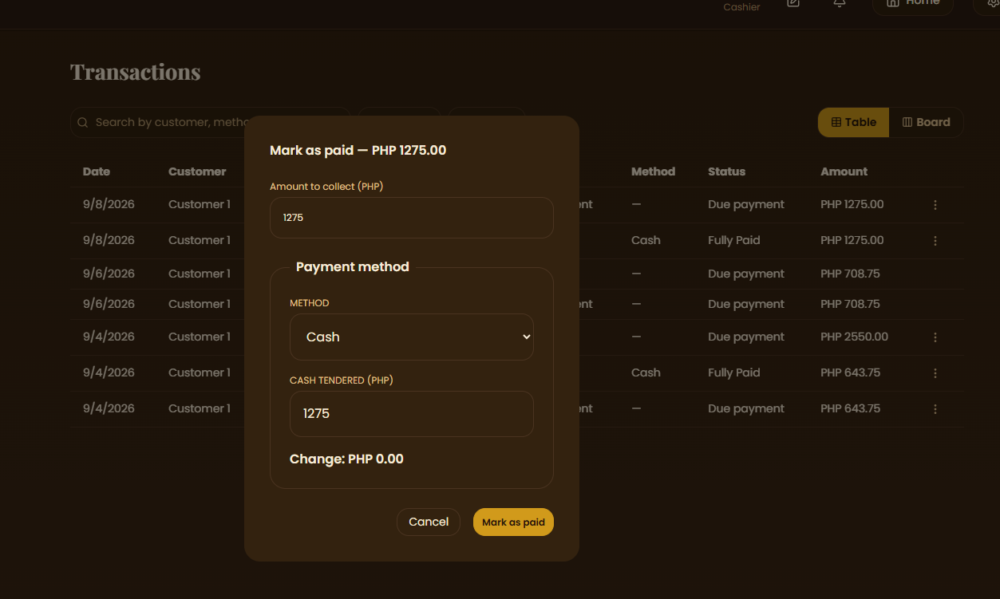 Cashier
Home
Transactions
Search by customer, metho
Table
Board
Date Customer Method Status Amount
9/8/2026 Customer 1 nt — Due payment PHP 1275.00
9/8/2026 Customer 1 Cash Fully Paid PHP 1275.00
9/6/2026 Customer 1 — Due payment PHP 708.75
9/6/2026 Customer 1 nt — Due payment PHP 708.75
9/4/2026 Customer 1 — Due payment PHP 2550.00
9/4/2026 Customer 1 Cash Fully Paid PHP 643.75
9/4/2026 Customer 1 nt — Due payment PHP 643.75
Mark as paid — PHP 1275.00
Amount to collect (PHP)
1275
Payment method
METHOD
Cash
CASH TENDERED (PHP)
1275
Change: PHP 0.00
Cancel
Mark as paid